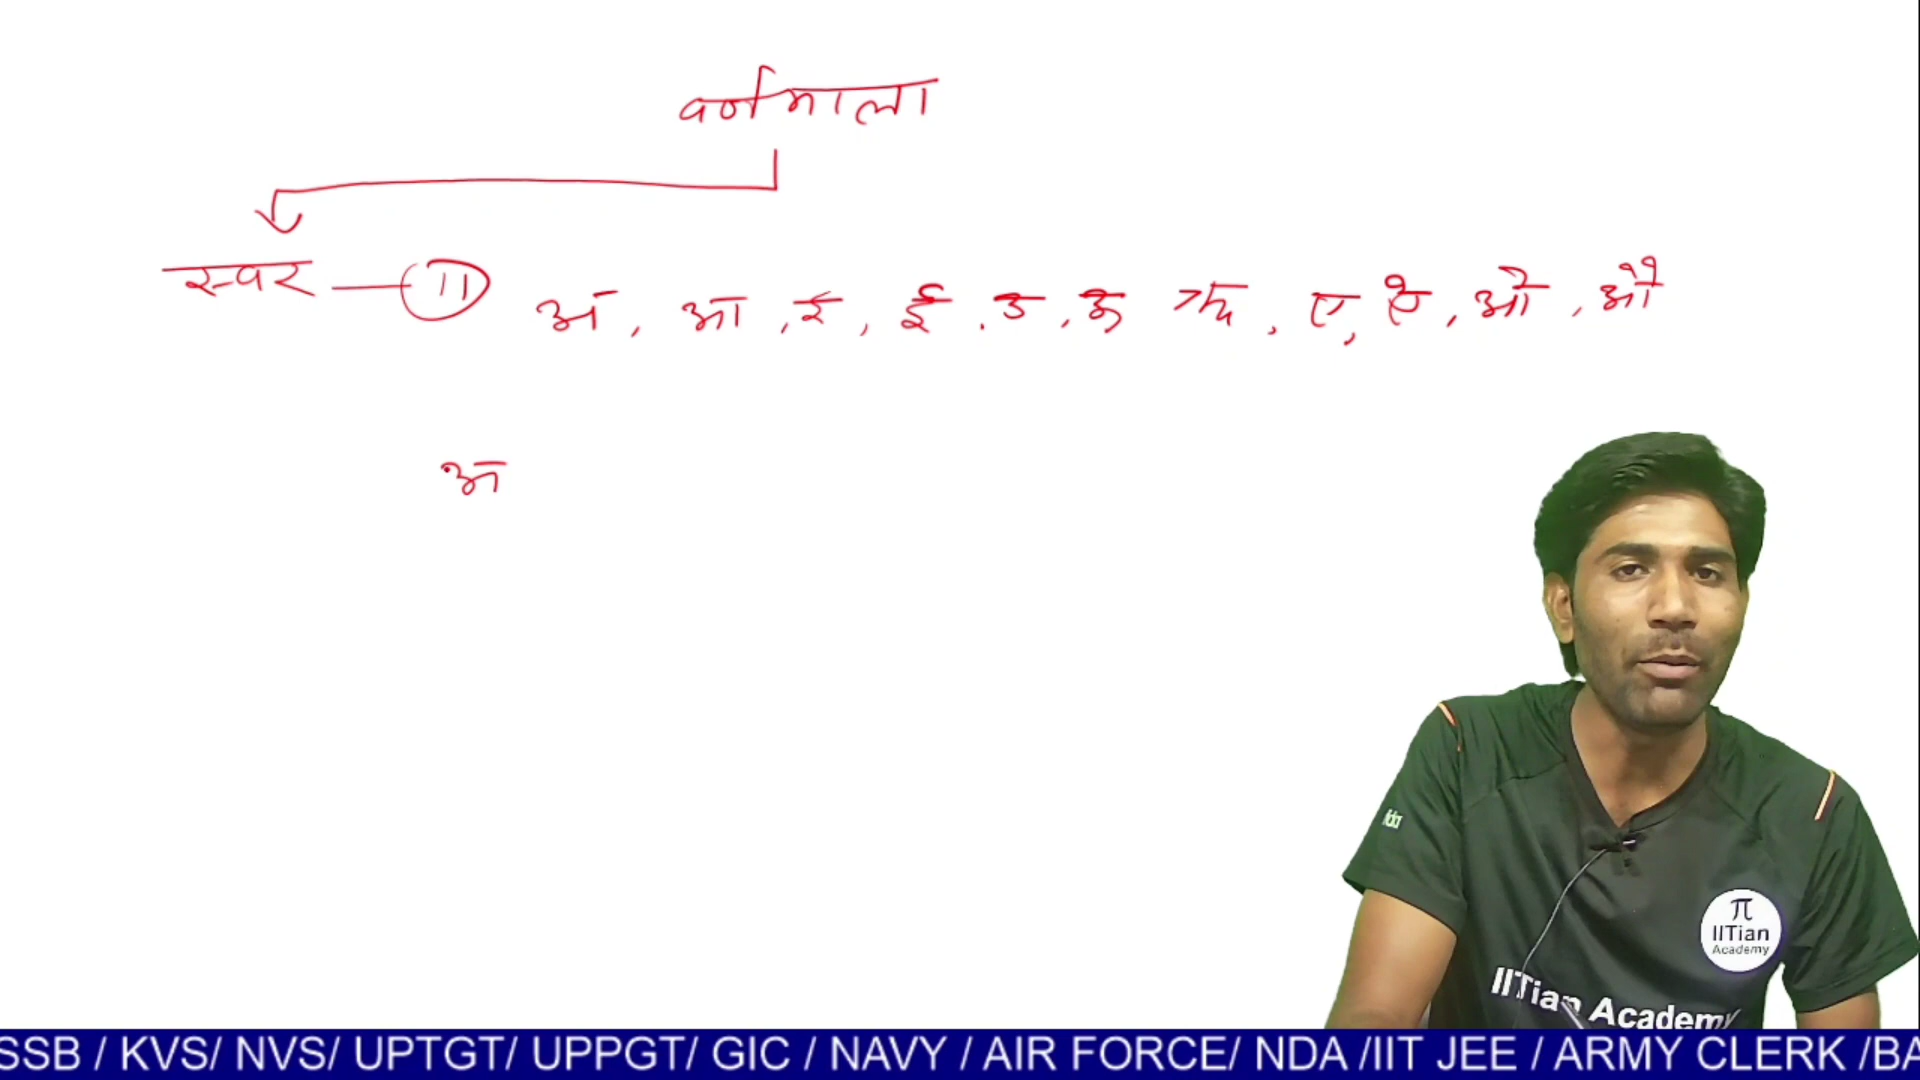 वर्णमाला
स्वर — 11 अ, आ, इ, ई, उ, ऊ ऋ, ए, ऐ, ओ, औ
अ
π
IITian
Academy
IITian Academy
SSB / KVS/ NVS/ UPTGT/ UPPGT/ GIC / NAVY / AIR FORCE/ NDA /IIT JEE / ARMY CLERK /BA